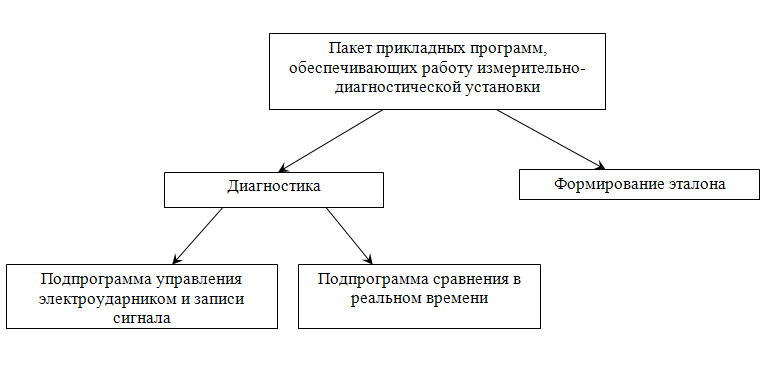 Пакет прикладных программ,
обеспечивающих работу измерительно-
диагностической установки
Диагностика
Формирование эталона
Подпрограмма управления
электроударником и записи
сигнала
Подпрограмма сравнения в
реальном времени